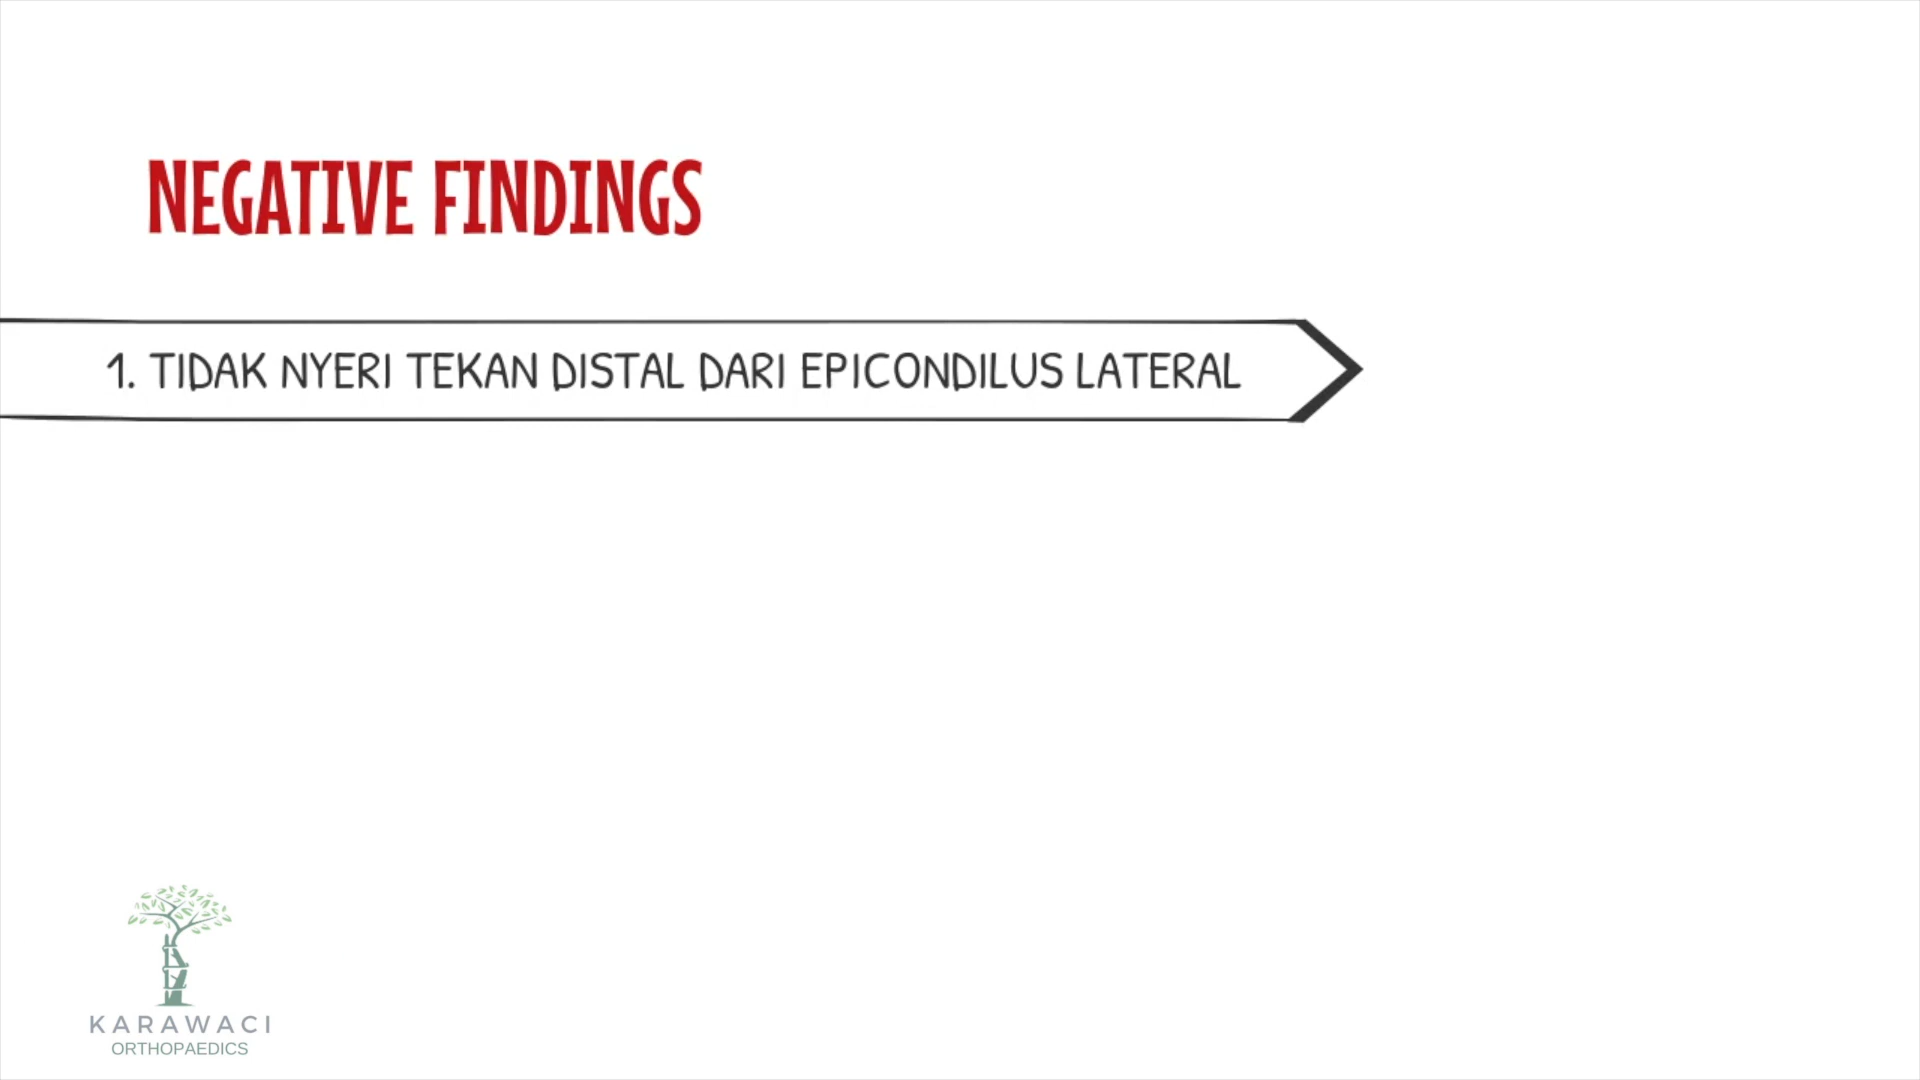 NEGATIVE FINDINGS
1. TIDAK NYERI TEKAN DISTAL DARI EPICONDILUS LATERAL
KARAWACI
ORTHOPAEDICS